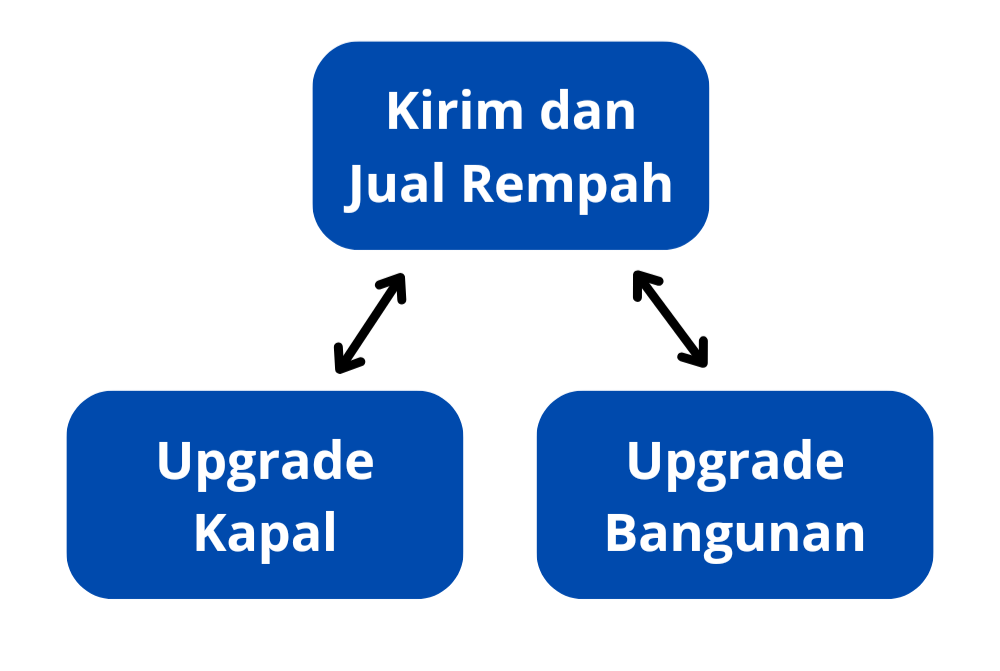 Kirim dan
Jual Rempah
Upgrade
Kapal
Upgrade
Bangunan